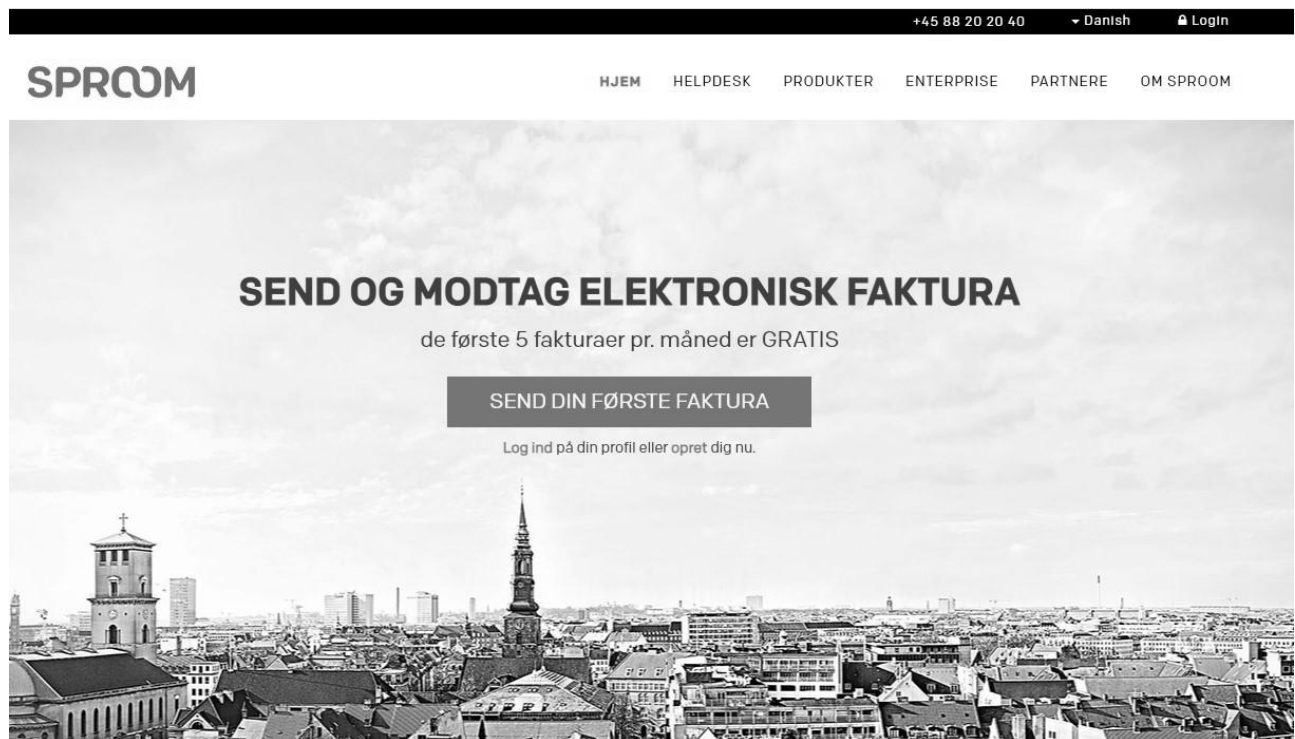 +45 88 20 20 40 Danish Login
SPROOM
HJEM HELPDESK PRODUKTER ENTERPRISE PARTNERE OM SPROOM
SEND OG MODTAG ELEKTRONISK FAKTURA
de første 5 fakturaer pr. måned er GRATIS
SEND DIN FØRSTE FAKTURA
Log ind på din profil eller opret dig nu.